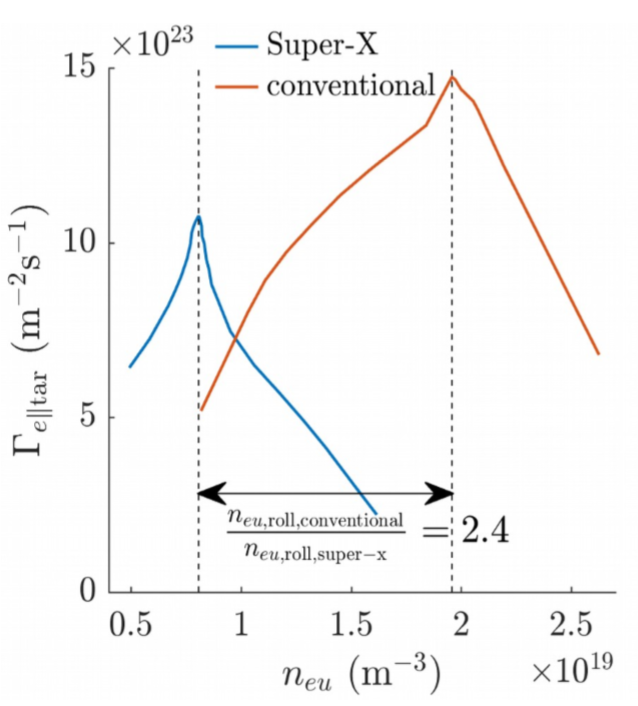 ×10^23
Super-X
conventional
15
10
5
0
Γ_e∥tar (m^−2 s^−1)
n_eu,roll,conventional / n_eu,roll,super−x = 2.4
0.5 1 1.5 2 2.5
n_eu (m^−3)
×10^19